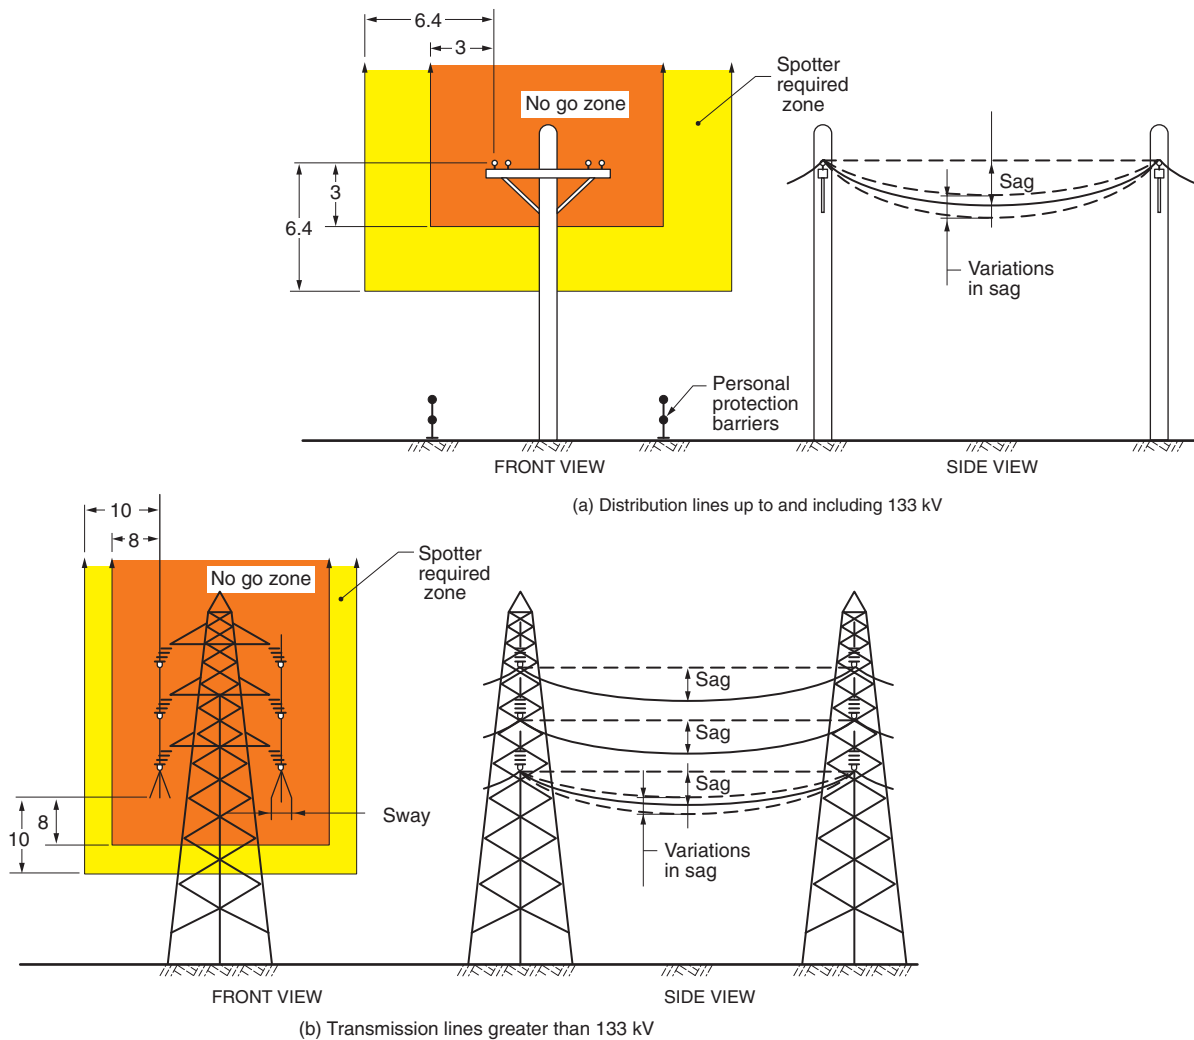 6.4
3
Spotter
required
zone
No go zone
3
6.4
Sag
Variations
in sag
Personal
protection
barriers
FRONT VIEW
SIDE VIEW
(a) Distribution lines up to and including 133 kV
10
8
Spotter
required
zone
No go zone
Sag
Sag
Sag
8
10
Sway
Variations
in sag
FRONT VIEW
SIDE VIEW
(b) Transmission lines greater than 133 kV